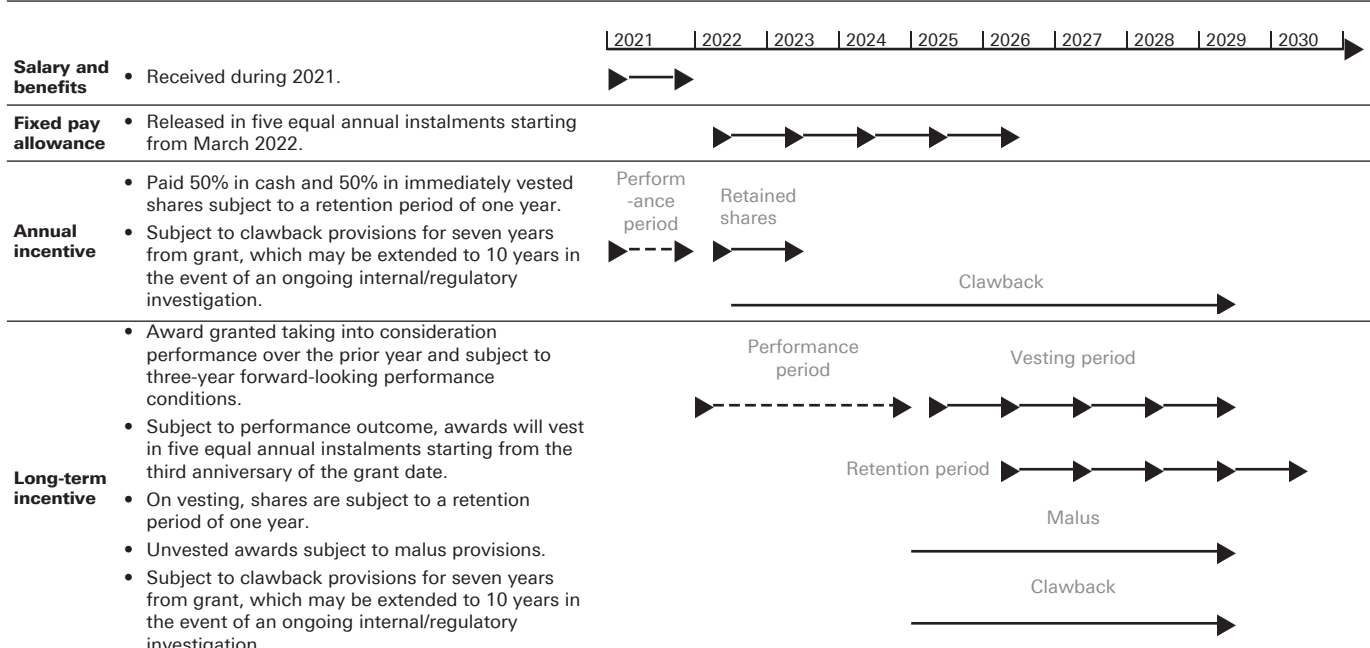 2021 2022 2023 2024 2025 2026 2027 2028 2029 2030
Salary and
benefits
• Received during 2021.
Fixed pay
allowance
• Released in five equal annual instalments starting
from March 2022.
Annual
incentive
• Paid 50% in cash and 50% in immediately vested
shares subject to a retention period of one year.
• Subject to clawback provisions for seven years
from grant, which may be extended to 10 years in
the event of an ongoing internal/regulatory
investigation.
Perform
-ance
period
Retained
shares
Clawback
Long-term
incentive
• Award granted taking into consideration
performance over the prior year and subject to
three-year forward-looking performance
conditions.
• Subject to performance outcome, awards will vest
in five equal annual instalments starting from the
third anniversary of the grant date.
• On vesting, shares are subject to a retention
period of one year.
• Unvested awards subject to malus provisions.
• Subject to clawback provisions for seven years
from grant, which may be extended to 10 years in
the event of an ongoing internal/regulatory
investigation.
Performance
period
Vesting period
Retention period
Malus
Clawback